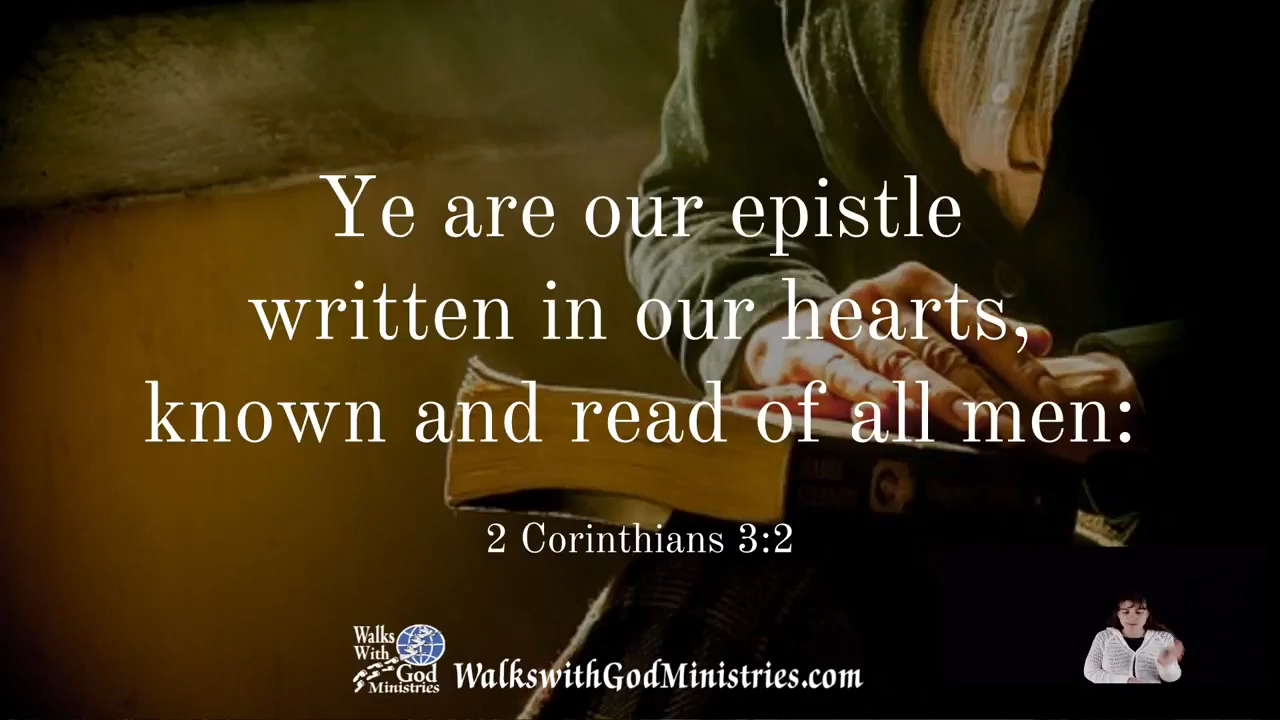 Ye are our epistle
written in our hearts,
known and read of all men:
2 Corinthians 3:2
Walks
With
God
Ministries
WalkswithGodMinistries.com